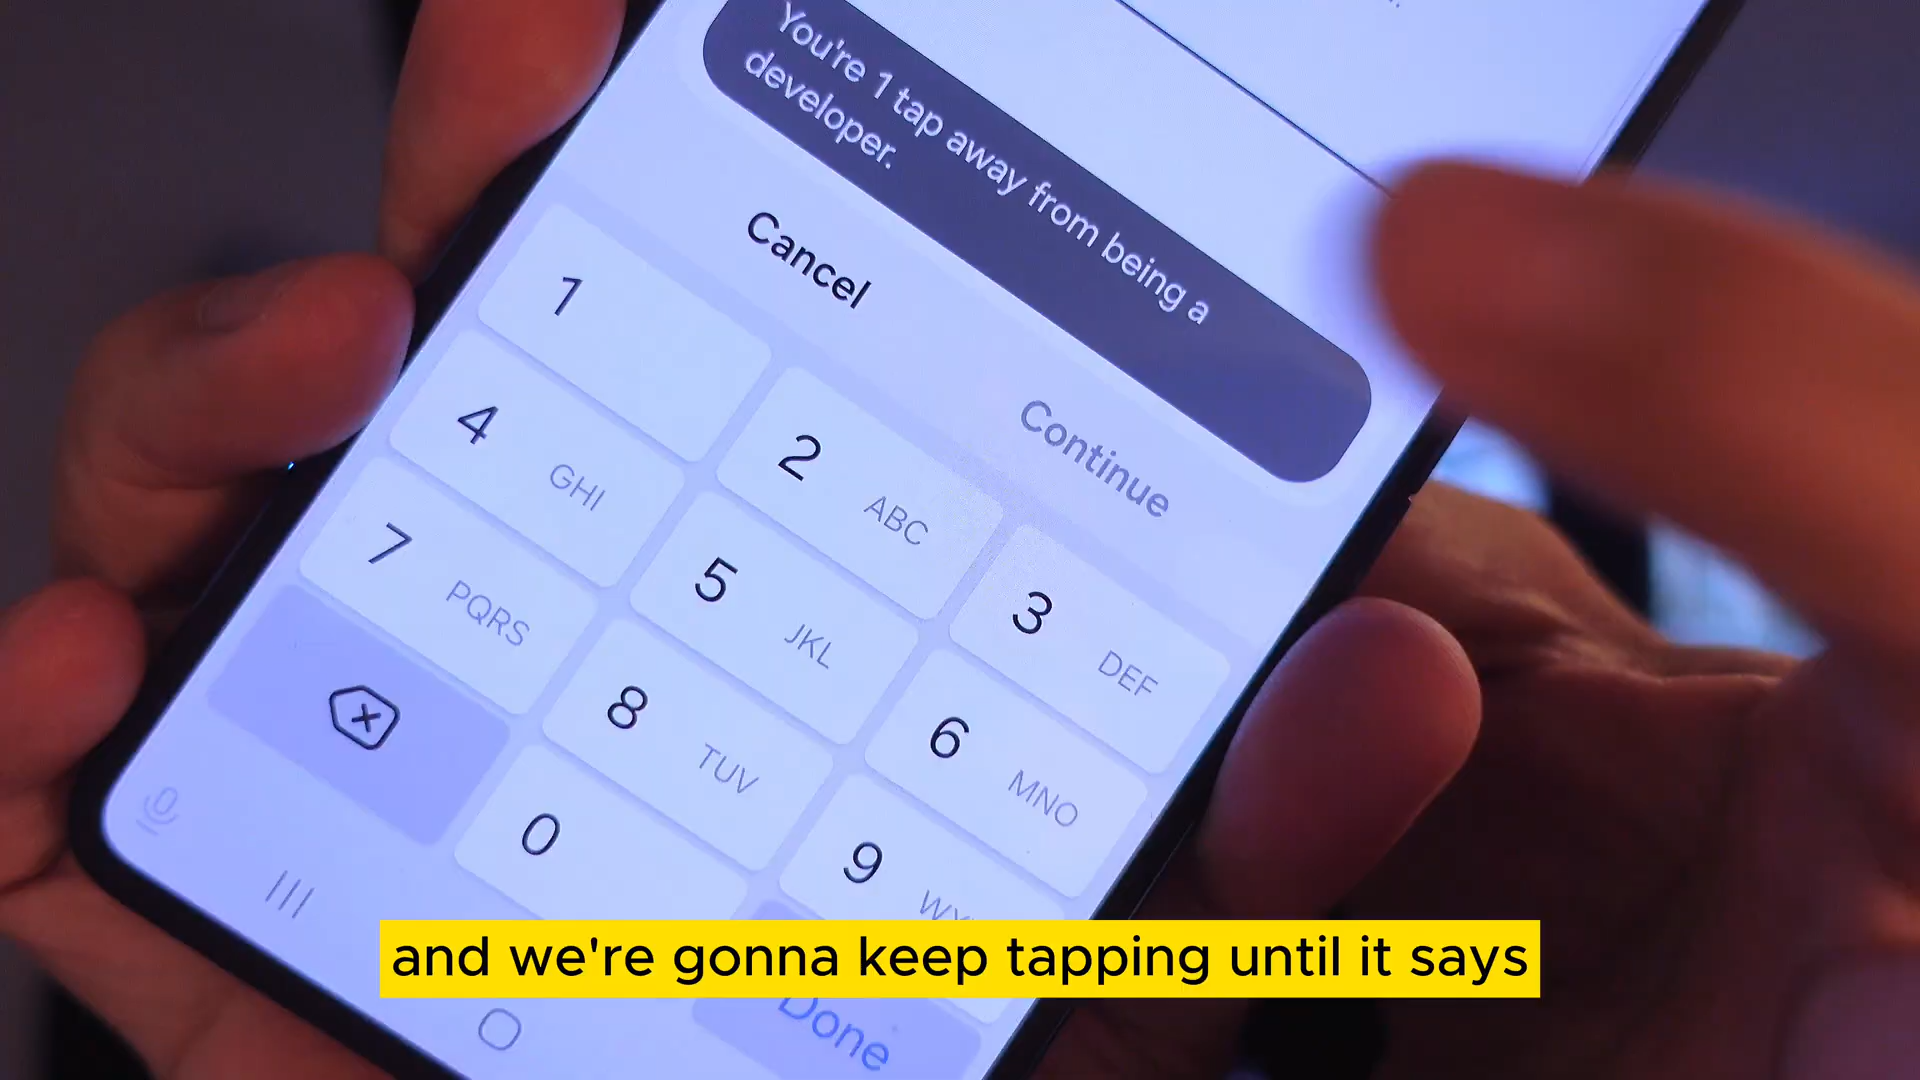 You're 1 tap away from being a
developer.
Cancel
Continue
1
2 ABC
3 DEF
4 GHI
5 JKL
6 MNO
7 PQRS
8 TUV
9
0
Done
and we're gonna keep tapping until it says